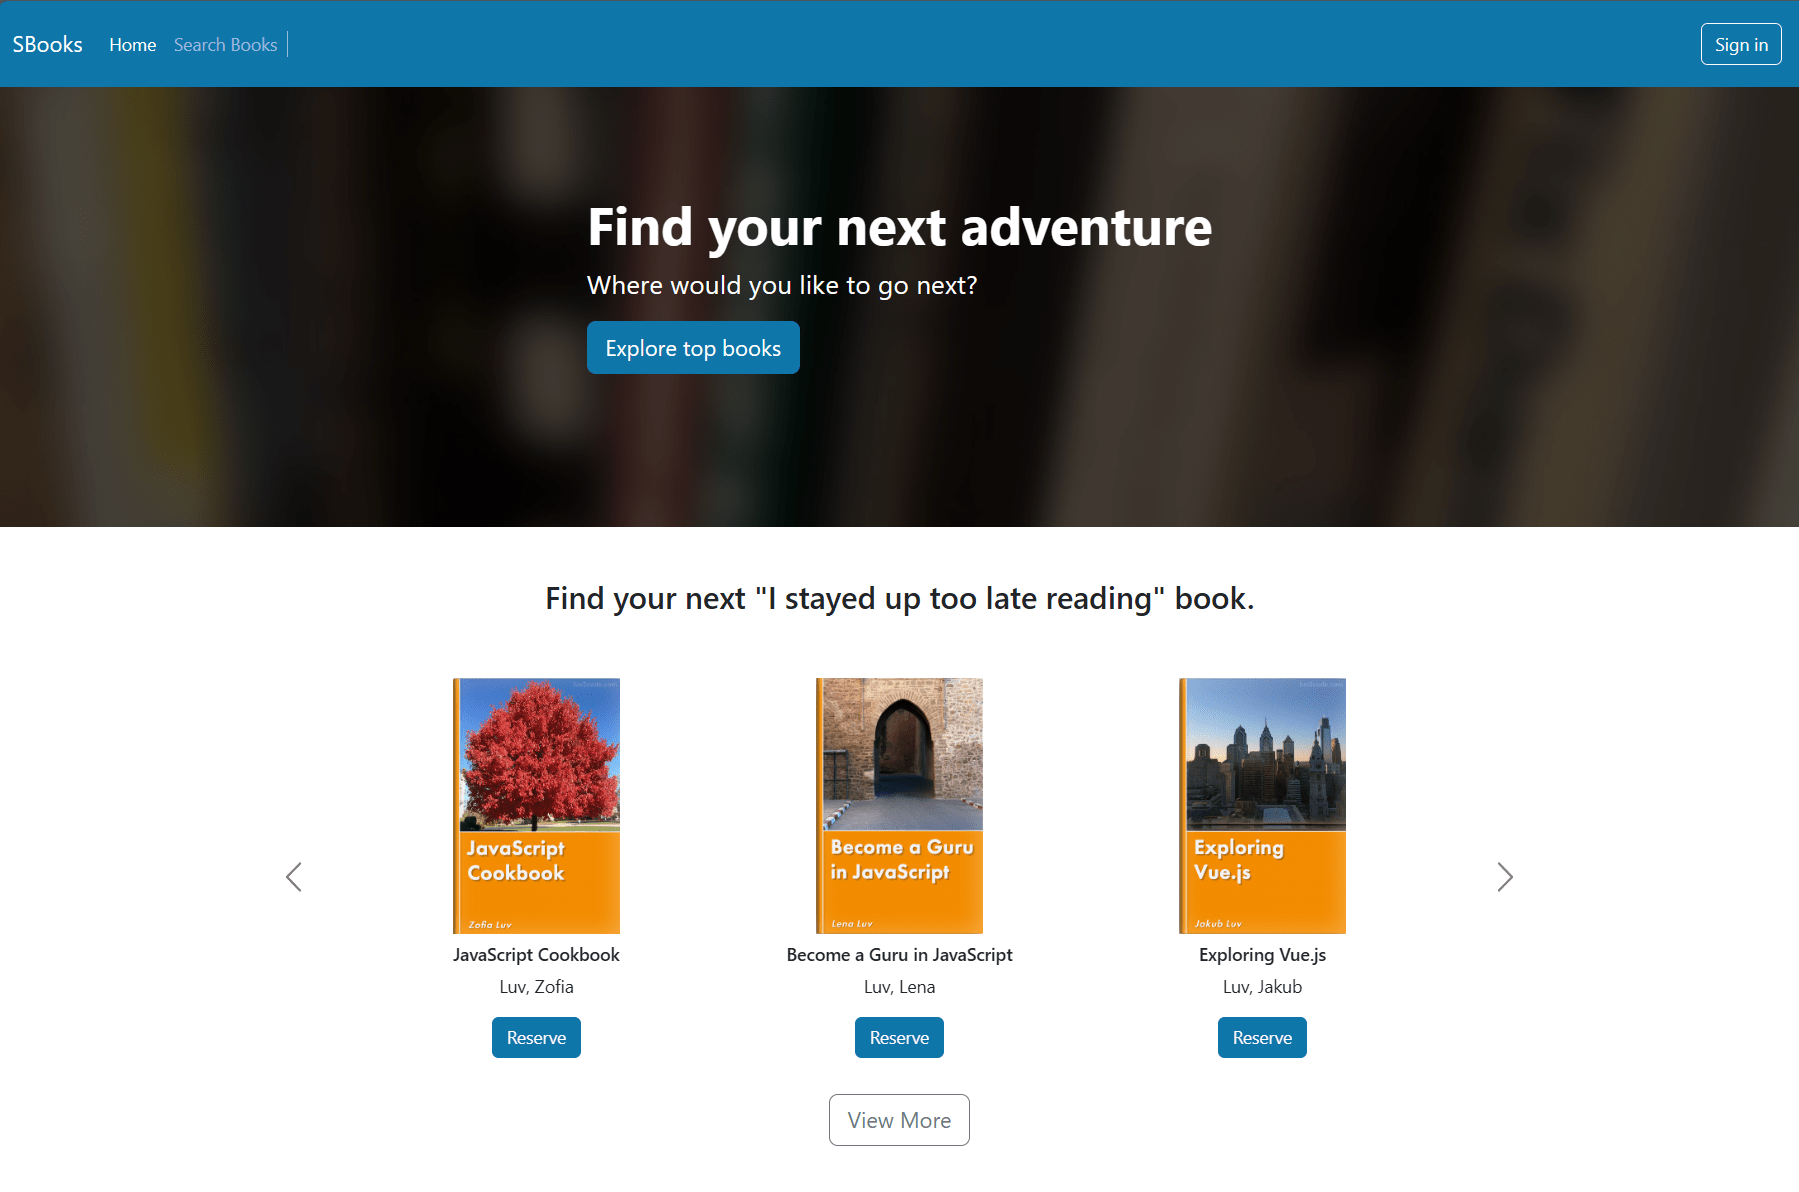 SBooks Home Search Books Sign in
Find your next adventure
Where would you like to go next?
Explore top books
Find your next "I stayed up too late reading" book.
JavaScript
Cookbook
Zofia Luv
JavaScript Cookbook
Luv, Zofia
Reserve
Become a Guru
in JavaScript
Lena Luv
Become a Guru in JavaScript
Luv, Lena
Reserve
Exploring
Vue.js
Jakub Luv
Exploring Vue.js
Luv, Jakub
Reserve
View More